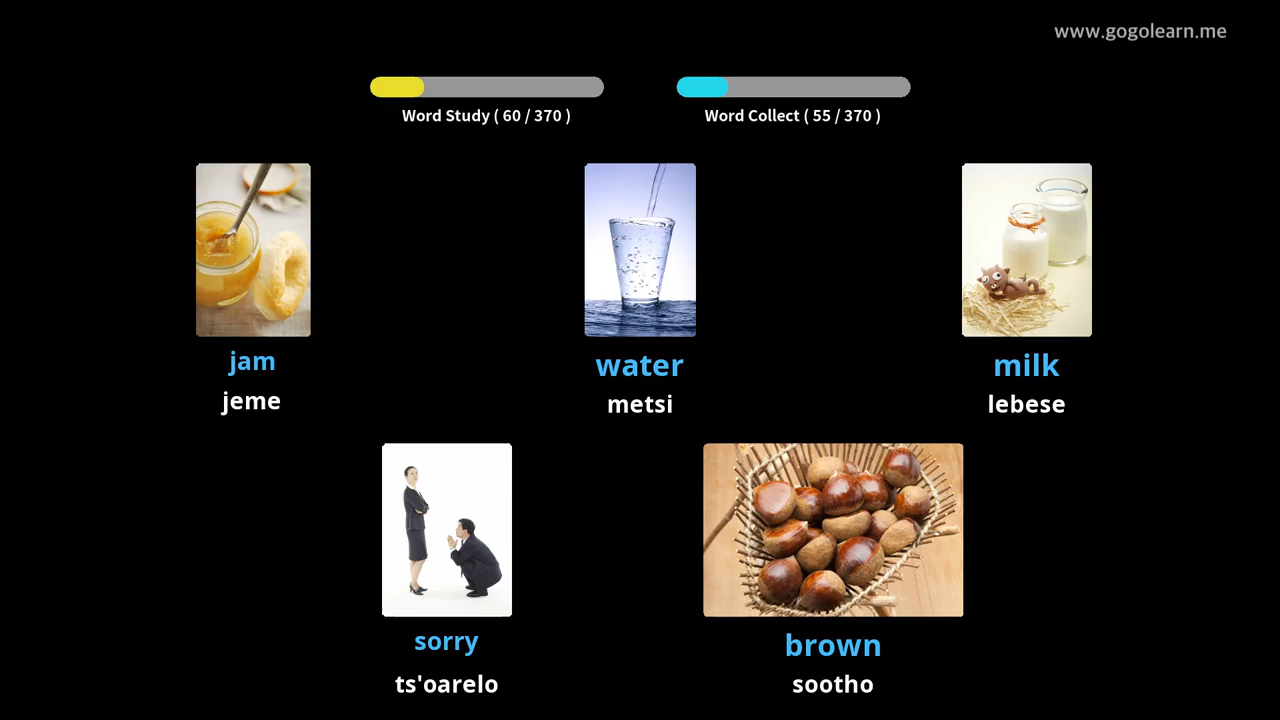 www.gogolearn.me
Word Study ( 60 / 370 )
Word Collect ( 55 / 370 )
jam
jeme
water
metsi
milk
lebese
sorry
ts'oarelo
brown
sootho